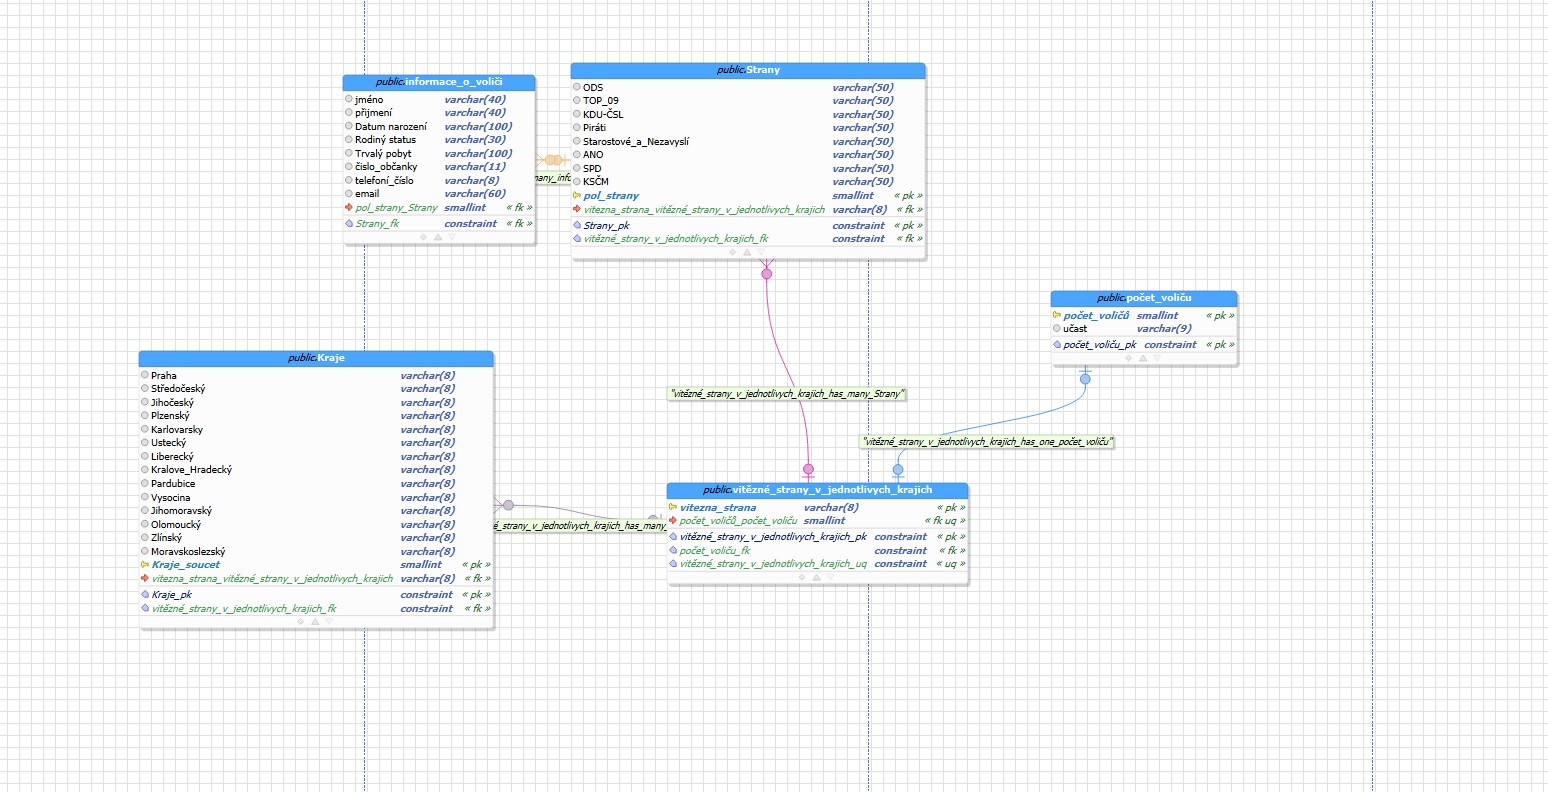 public.informace_o_voliči
jméno varchar(40)
přijmení varchar(40)
Datum narození varchar(100)
Rodiný status varchar(30)
Trvalý pobyt varchar(100)
čislo_občanky varchar(11)
telefoní_číslo varchar(8)
email varchar(60)
pol_strany_Strany smallint « fk »
Strany_fk constraint « fk »
many_info
public.Strany
ODS varchar(50)
TOP_09 varchar(50)
KDU-ČSL varchar(50)
Piráti varchar(50)
Starostové_a_Nezavyslí varchar(50)
ANO varchar(50)
SPD varchar(50)
KSČM varchar(50)
pol_strany smallint « pk »
vitezna_strana_vitězné_strany_v_jednotlivych_krajich varchar(8) « fk »
Strany_pk constraint « pk »
vitězné_strany_v_jednotlivych_krajich_fk constraint « fk »
public.počet_voliču
počet_voličů smallint « pk »
učast varchar(9)
počet_voliču_pk constraint « pk »
public.Kraje
Praha varchar(8)
Středočeský varchar(8)
Jihočeský varchar(8)
Plzenský varchar(8)
Karlovarsky varchar(8)
Ustecký varchar(8)
Liberecký varchar(8)
Kralove_Hradecký varchar(8)
Pardubice varchar(8)
Vysocina varchar(8)
Jihomoravský varchar(8)
Olomoucký varchar(8)
Zlínský varchar(8)
Moravskoslezský varchar(8)
Kraje_soucet smallint « pk »
vitezna_strana_vitězné_strany_v_jednotlivych_krajich varchar(8) « fk »
Kraje_pk constraint « pk »
vitězné_strany_v_jednotlivych_krajich_fk constraint « fk »
"vitězné_strany_v_jednotlivych_krajich_has_many_Strany"
"vitězné_strany_v_jednotlivych_krajich_has_one_počet_voliču"
é_strany_v_jednotlivych_krajich_has_many_
public.vitězné_strany_v_jednotlivych_krajich
vitezna_strana varchar(8) « pk »
počet_voličů_počet_voliču smallint « fk uq »
vitězné_strany_v_jednotlivych_krajich_pk constraint « pk »
počet_voliču_fk constraint « fk »
vitězné_strany_v_jednotlivych_krajich_uq constraint « uq »